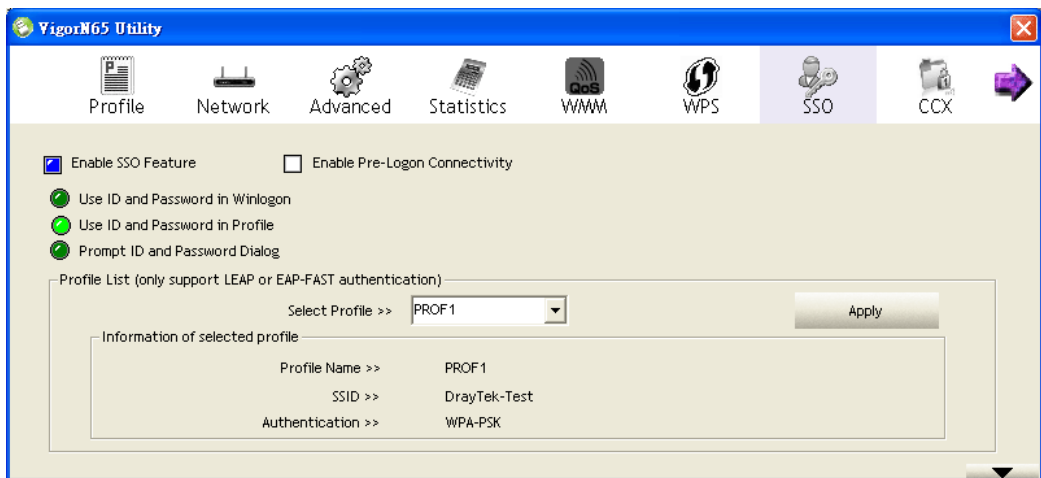 VigorN65 Utility
Profile Network Advanced Statistics QoS WMM WPS SSO CCX
Enable SSO Feature Enable Pre-Logon Connectivity
Use ID and Password in Winlogon
Use ID and Password in Profile
Prompt ID and Password Dialog
Profile List (only support LEAP or EAP-FAST authentication)
Select Profile >> PROF1 Apply
Information of selected profile
Profile Name >> PROF1
SSID >> DrayTek-Test
Authentication >> WPA-PSK